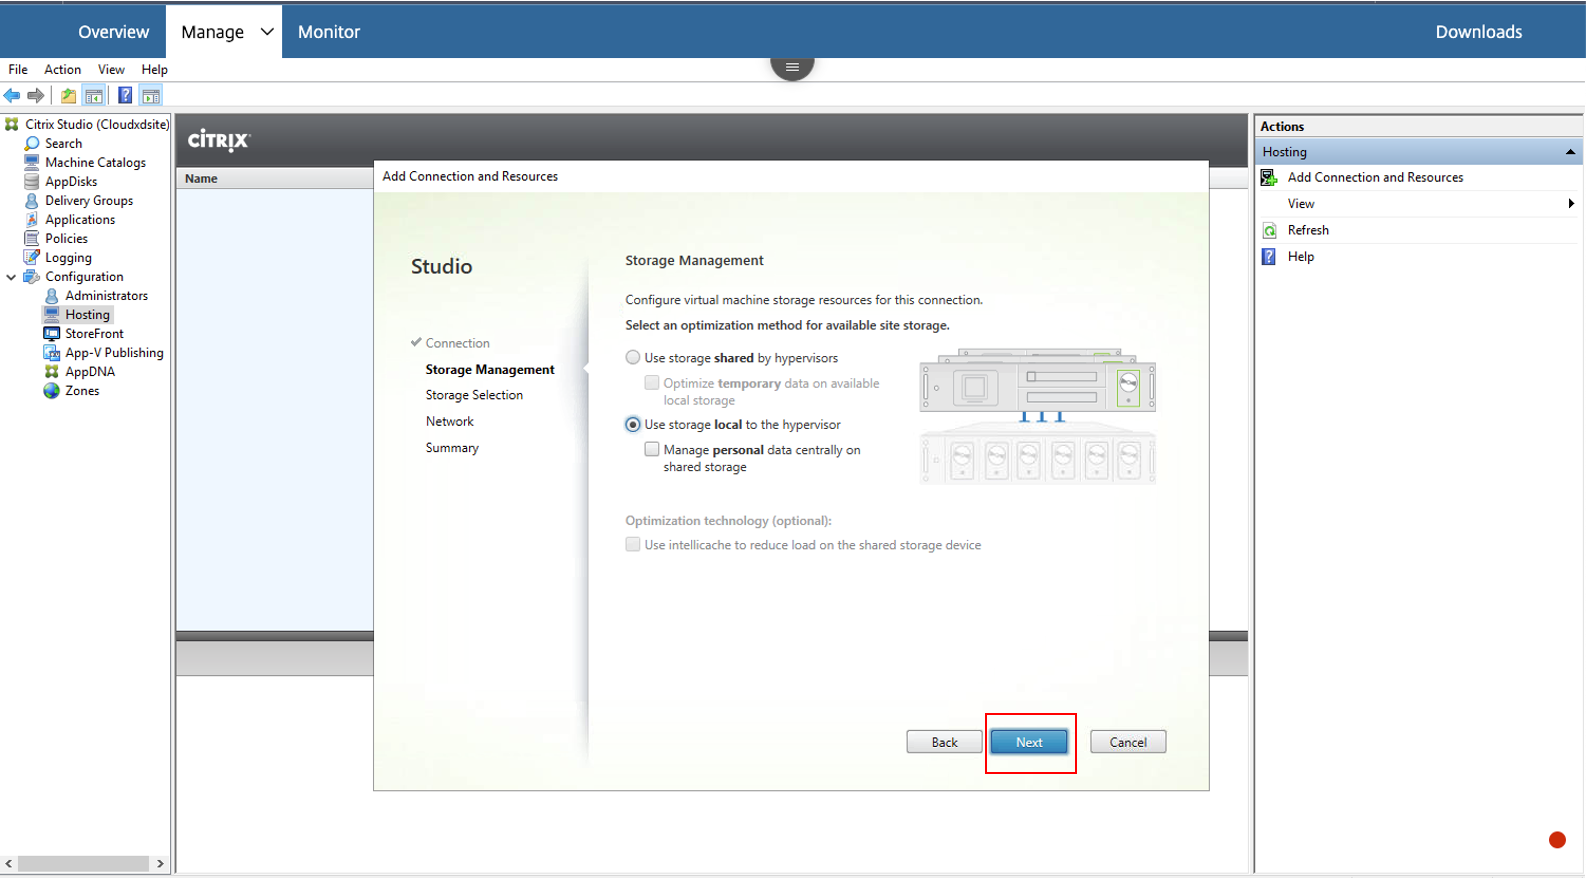 Overview
Manage
Monitor
Downloads
File Action View Help
Citrix Studio (Cloudxdsite)
Search
Machine Catalogs
AppDisks
Delivery Groups
Applications
Policies
Logging
Configuration
Administrators
Hosting
StoreFront
App-V Publishing
AppDNA
Zones
CİTRIX
Name
Add Connection and Resources
Studio
Connection
Storage Management
Storage Selection
Network
Summary
Storage Management
Configure virtual machine storage resources for this connection.
Select an optimization method for available site storage.
Use storage shared by hypervisors
Optimize temporary data on available
local storage
Use storage local to the hypervisor
Manage personal data centrally on
shared storage
Optimization technology (optional):
Use intellicache to reduce load on the shared storage device
Back
Next
Cancel
Actions
Hosting
Add Connection and Resources
View
Refresh
Help